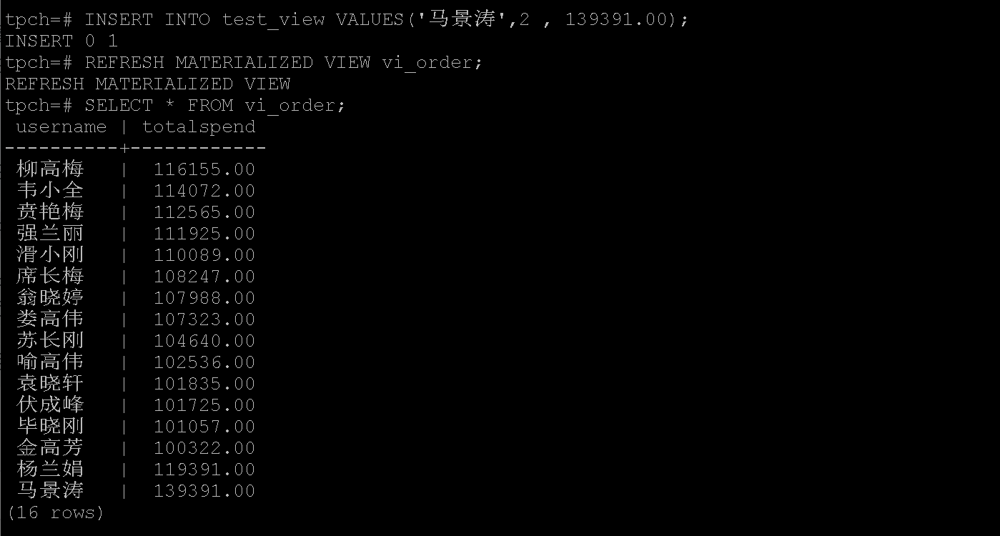 tpch=# INSERT INTO test_view VALUES('马景涛',2 , 139391.00);
INSERT 0 1
tpch=# REFRESH MATERIALIZED VIEW vi_order;
REFRESH MATERIALIZED VIEW
tpch=# SELECT * FROM vi_order;
 username | totalspend
----------+------------
 柳高梅   |  116155.00
 韦小全   |  114072.00
 贲艳梅   |  112565.00
 强兰丽   |  111925.00
 滑小刚   |  110089.00
 席长梅   |  108247.00
 翁晓婷   |  107988.00
 娄高伟   |  107323.00
 苏长刚   |  104640.00
 喻高伟   |  102536.00
 袁晓轩   |  101835.00
 伏成峰   |  101725.00
 毕晓刚   |  101057.00
 金高芳   |  100322.00
 杨兰娟   |  119391.00
 马景涛   |  139391.00
(16 rows)